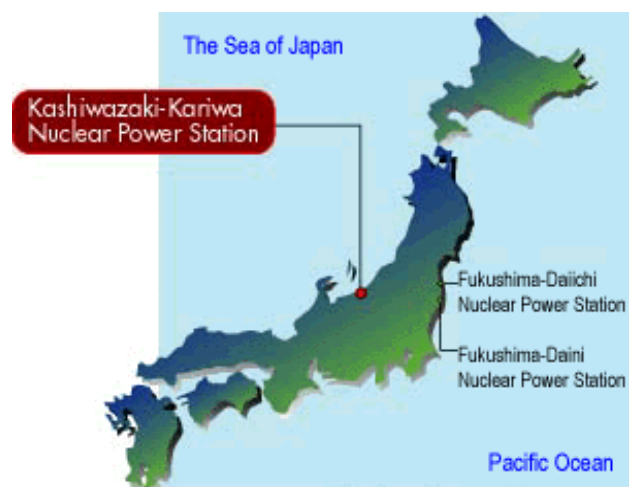 The Sea of Japan
Kashiwazaki-Kariwa
Nuclear Power Station
Fukushima-Daiichi
Nuclear Power Station
Fukushima-Daini
Nuclear Power Station
Pacific Ocean